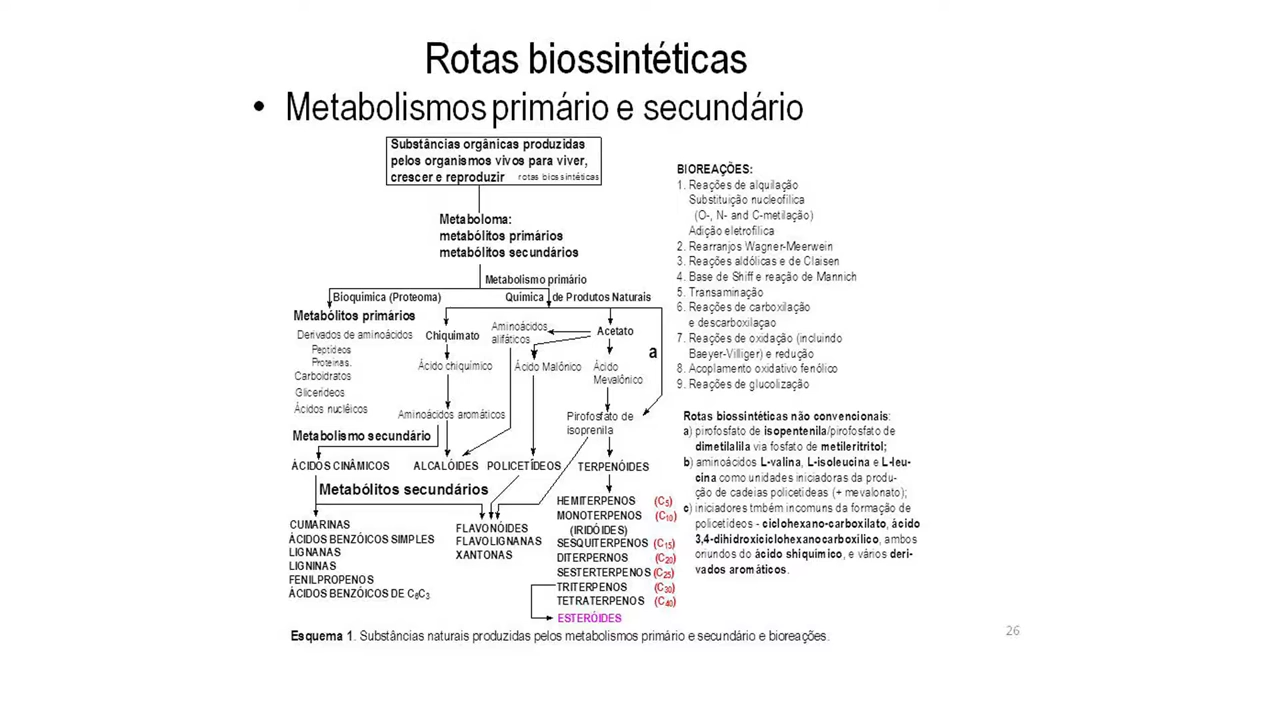 Rotas biossintéticas
• Metabolismos primário e secundário
Substâncias orgânicas produzidas
pelos organismos vivos para viver,
crescer e reproduzir rotas biossintéticas
Metaboloma:
metabólitos primários
metabólitos secundários
Metabolismo primário
Bioquímica (Proteoma)
Química de Produtos Naturais
Metabólitos primários
Derivados de aminoácidos
Peptídeos
Proteinas.
Carboidratos
Glicerídeos
Ácidos nucléicos
Chiquimato
Aminoácidos
alifáticos
Acetato
a
Ácido chiquímico
Ácido Malônico
Ácido
Mevalônico
Aminoácidos aromáticos
Pirofosfato de
isoprenila
Metabolismo secundário
ÁCIDOS CINÂMICOS
ALCALÓIDES
POLICETÍDEOS
TERPENÓIDES
Metabólitos secundários
CUMARINAS
ÁCIDOS BENZÓICOS SIMPLES
LIGNANAS
LIGNINAS
FENILPROPENOS
ÁCIDOS BENZÓICOS DE C6C3
FLAVONÓIDES
FLAVOLIGNANAS
XANTONAS
HEMITERPENOS (C5)
MONOTERPENOS (C10)
(IRIDÓIDES)
SESQUITERPENOS (C15)
DITERPERNOS (C20)
SESTERTERPENOS (C25)
TRITERPENOS (C30)
TETRATERPENOS (C40)
ESTERÓIDES
BIOREAÇÕES:
1. Reações de alquilação
Substituição nucleofílica
(O-, N- and C-metilação)
Adição eletrofílica
2. Rearranjos Wagner-Meerwein
3. Reações aldólicas e de Claisen
4. Base de Shiff e reação de Mannich
5. Transaminação
6. Reações de carboxilação
e descarboxilaçao
7. Reações de oxidação (incluindo
Baeyer-Villiger) e redução
8. Acoplamento oxidativo fenólico
9. Reações de glucolização
Rotas biossintéticas não convencionais:
a) pirofosfato de isopentenila/pirofosfato de
dimetilalila via fosfato de metileritritol;
b) aminoácidos L-valina, L-isoleucina e L-leu-
cina como unidades iniciadoras da produ-
ção de cadeias policetídeas (+ mevalonato);
c) iniciadores tmbém incomuns da formação de
policetídeos - ciclohexano-carboxilato, ácido
3,4-dihidroxiciclohexanocarboxílico, ambos
oriundos do ácido shiquímico, e vários deri-
vados aromáticos.
Esquema 1. Substâncias naturais produzidas pelos metabolismos primário e secundário e bioreações.
26